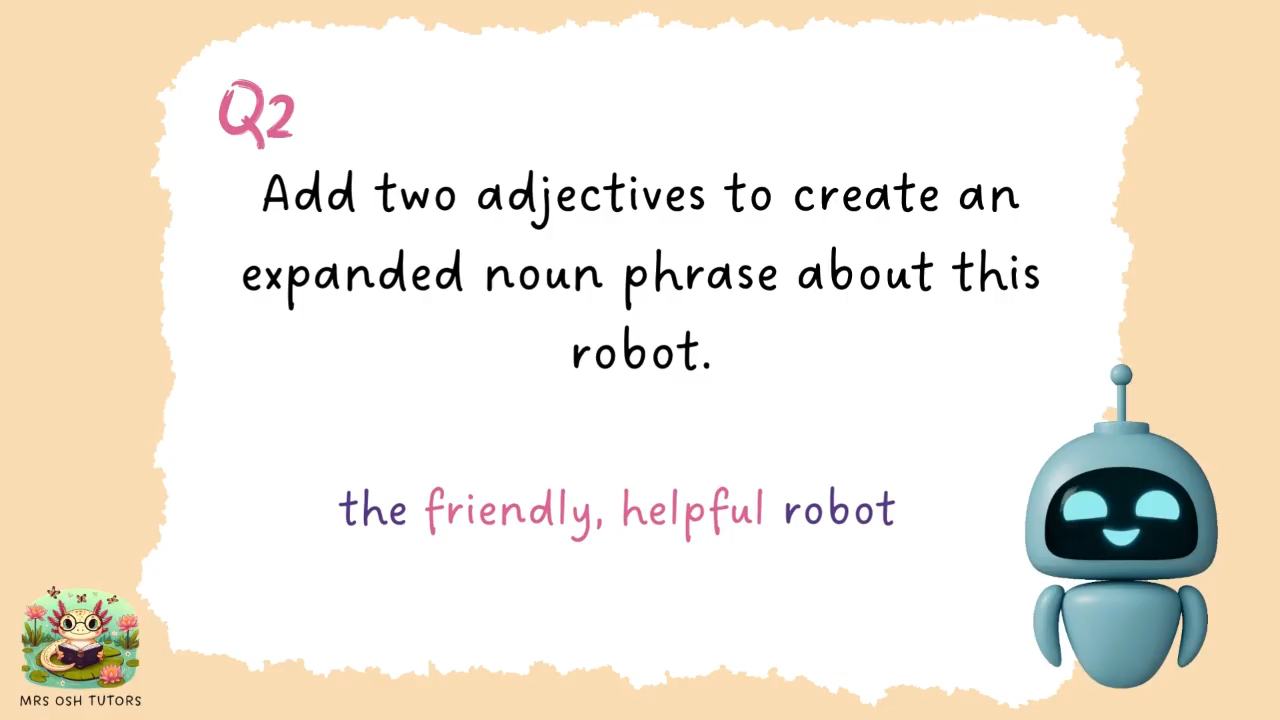 Q2
Add two adjectives to create an
expanded noun phrase about this
robot.
the friendly, helpful robot
MRS OSH TUTORS